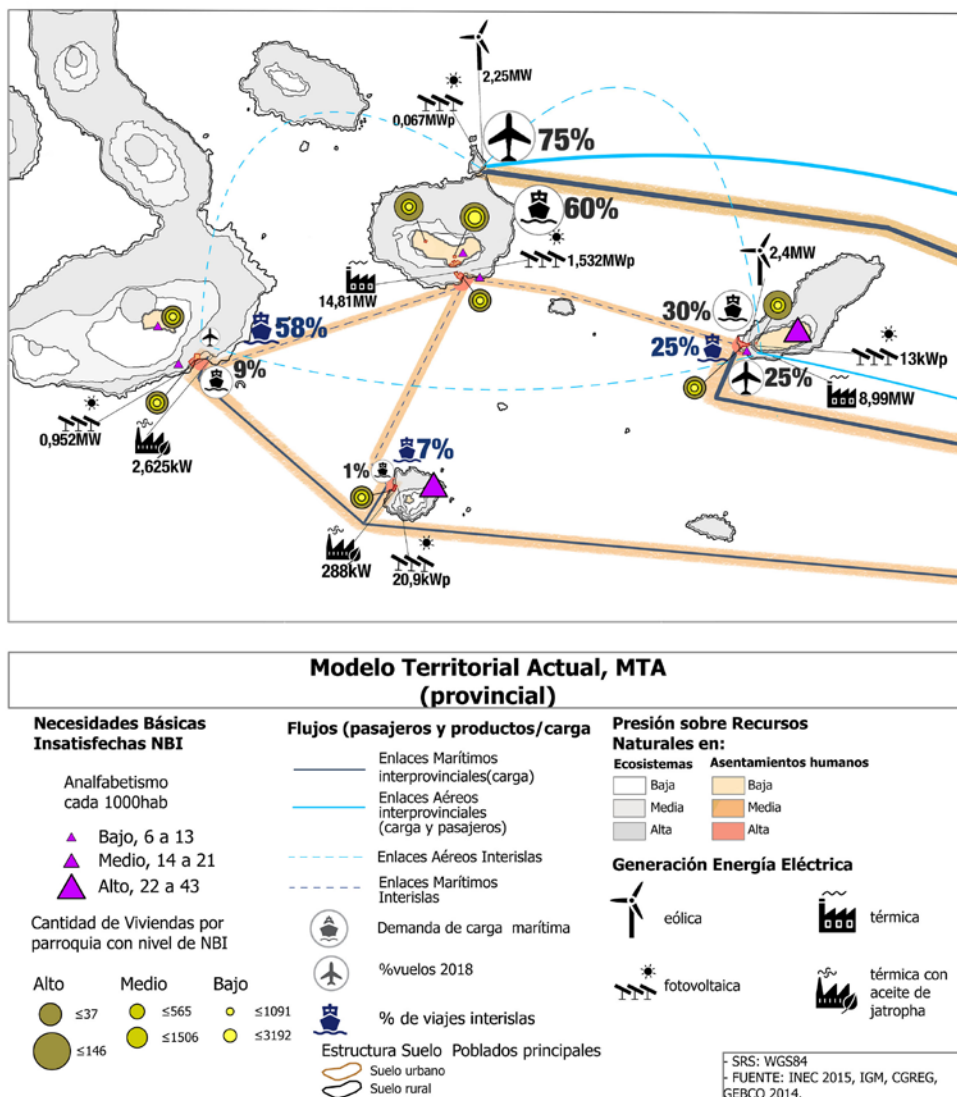 2,25MW
0,067MWp
75%
60%
1,532MWp
2,4MW
14,81MW
30%
58%
25%
9%
25%
13kWp
8,99MW
0,952MW
2,625kW
7%
1%
288kW
20,9kWp
Modelo Territorial Actual, MTA
(provincial)
Necesidades Básicas
Insatisfechas NBI
Analfabetismo
cada 1000hab
Bajo, 6 a 13
Medio, 14 a 21
Alto, 22 a 43
Cantidad de Viviendas por
parroquia con nivel de NBI
Alto Medio Bajo
≤37 ≤565 ≤1091
≤146 ≤1506 ≤3192
Flujos (pasajeros y productos/carga
Enlaces Marítimos
interprovinciales(carga)
Enlaces Aéreos
interprovinciales
(carga y pasajeros)
Enlaces Aéreos Interislas
Enlaces Marítimos
Interislas
Demanda de carga marítima
%vuelos 2018
% de viajes interislas
Estructura Suelo Poblados principales
Suelo urbano
Suelo rural
Presión sobre Recursos
Naturales en:
Ecosistemas Asentamientos humanos
Baja Baja
Media Media
Alta Alta
Generación Energía Eléctrica
eólica
térmica
fotovoltaica
térmica con
aceite de
jatropha
- SRS: WGS84
- FUENTE: INEC 2015, IGM, CGREG,
GEBCO 2014.